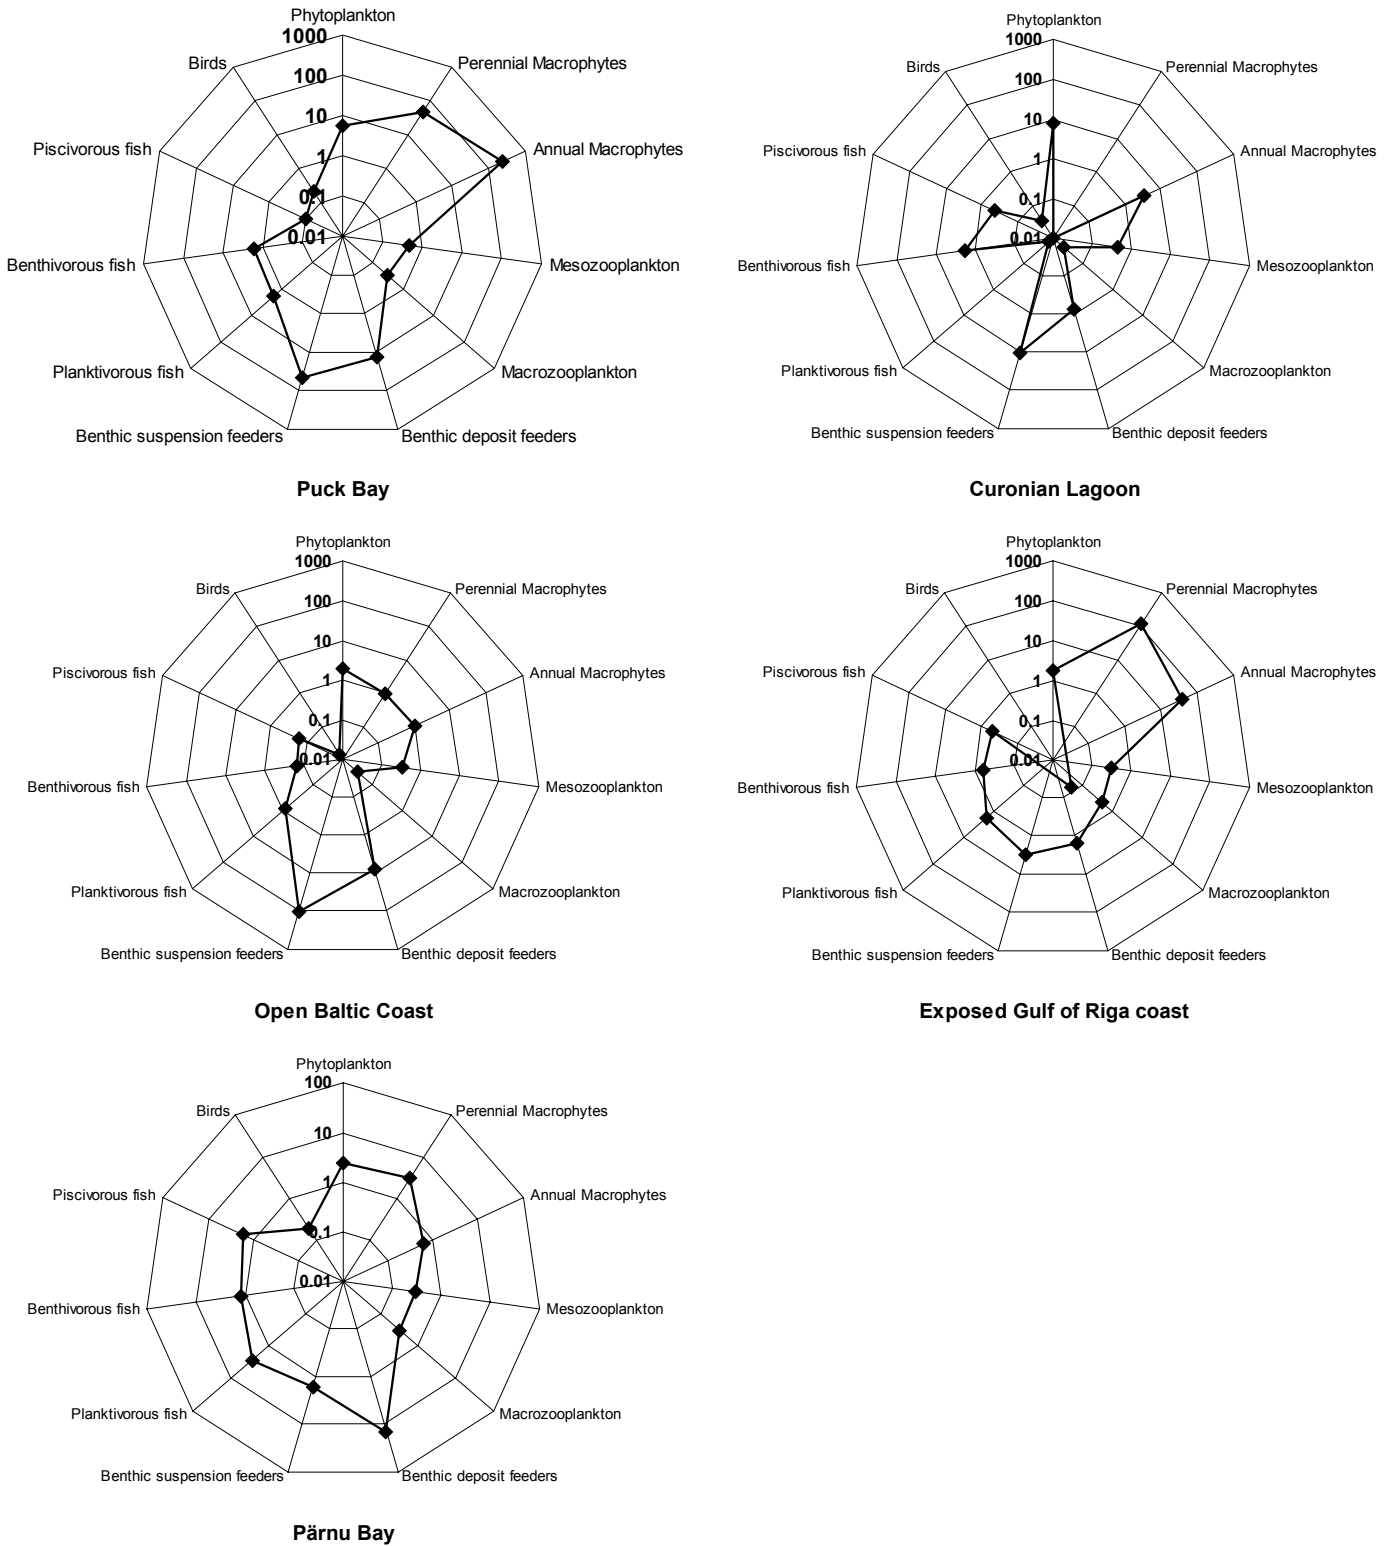 Phytoplankton
1000
100
10
1
0.1
0.01
Perennial Macrophytes
Annual Macrophytes
Mesozooplankton
Macrozooplankton
Benthic deposit feeders
Benthic suspension feeders
Planktivorous fish
Benthivorous fish
Piscivorous fish
Birds
Puck Bay
Phytoplankton
1000
100
10
1
0.1
0.01
Perennial Macrophytes
Annual Macrophytes
Mesozooplankton
Macrozooplankton
Benthic deposit feeders
Benthic suspension feeders
Planktivorous fish
Benthivorous fish
Piscivorous fish
Birds
Curonian Lagoon
Phytoplankton
1000
100
10
1
0.1
0.01
Perennial Macrophytes
Annual Macrophytes
Mesozooplankton
Macrozooplankton
Benthic deposit feeders
Benthic suspension feeders
Planktivorous fish
Benthivorous fish
Piscivorous fish
Birds
Open Baltic Coast
Phytoplankton
1000
100
10
1
0.1
0.01
Perennial Macrophytes
Annual Macrophytes
Mesozooplankton
Macrozooplankton
Benthic deposit feeders
Benthic suspension feeders
Planktivorous fish
Benthivorous fish
Piscivorous fish
Birds
Exposed Gulf of Riga coast
Phytoplankton
100
10
1
0.1
0.01
Perennial Macrophytes
Annual Macrophytes
Mesozooplankton
Macrozooplankton
Benthic deposit feeders
Benthic suspension feeders
Planktivorous fish
Benthivorous fish
Piscivorous fish
Birds
Pärnu Bay